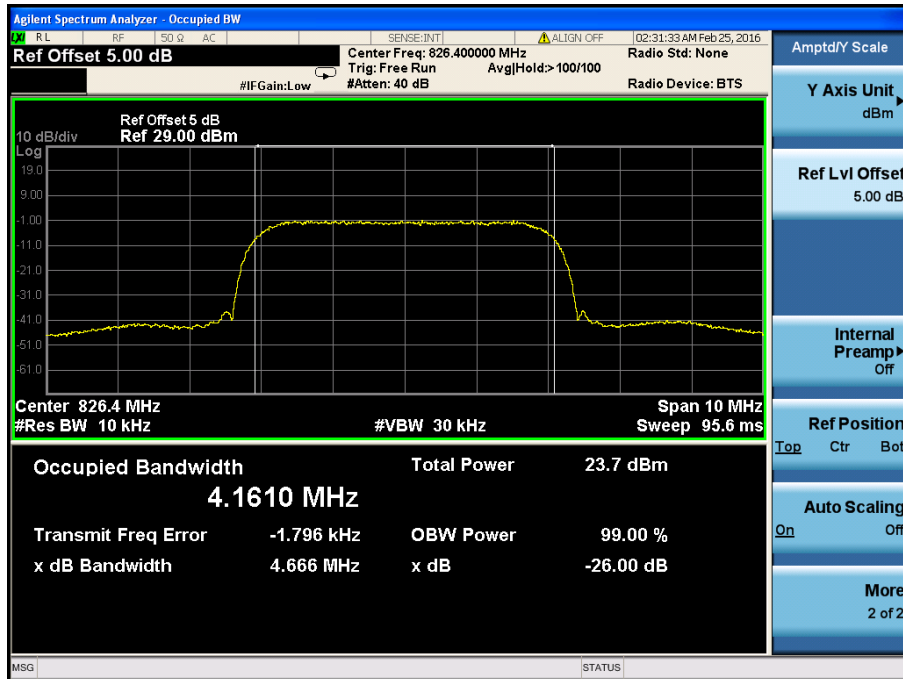 Agilent Spectrum Analyzer - Occupied BW
LXI RL RF 50 Ω AC SENSE:INT ALIGN OFF 02:31:33 AM Feb 25, 2016
Ref Offset 5.00 dB Center Freq: 826.400000 MHz Radio Std: None
Trig: Free Run Avg|Hold:> 100/100
#IFGain:Low #Atten: 40 dB Radio Device: BTS
Ref Offset 5 dB
10 dB/div Ref 29.00 dBm
Log
19.0
9.00
-1.00
-11.0
-21.0
-31.0
-41.0
-51.0
-61.0
Center 826.4 MHz Span 10 MHz
#Res BW 10 kHz #VBW 30 kHz Sweep 95.6 ms
Occupied Bandwidth Total Power 23.7 dBm
4.1610 MHz
Transmit Freq Error -1.796 kHz OBW Power 99.00 %
x dB Bandwidth 4.666 MHz x dB -26.00 dB
MSG STATUS
Amptd/Y Scale
Y Axis Unit
dBm
Ref Lvl Offset
5.00 dB
Internal
Preamp
Off
Ref Position
Top Ctr Bot
Auto Scaling
On Off
More
2 of 2